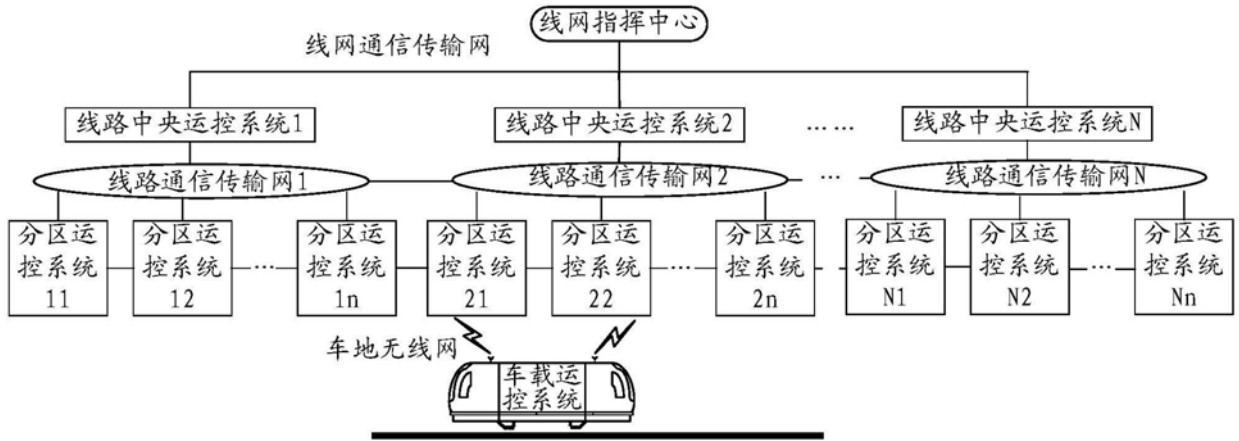 线网指挥中心
线网通信传输网
线路中央运控系统1
线路中央运控系统2
……
线路中央运控系统N
线路通信传输网1
线路通信传输网2
…
线路通信传输网N
分区运
控系统
11
分区运
控系统
12
…
分区运
控系统
1n
分区运
控系统
21
分区运
控系统
22
…
分区运
控系统
2n
分区运
控系统
N1
分区运
控系统
N2
…
分区运
控系统
Nn
车地无线网
车载运
控系统